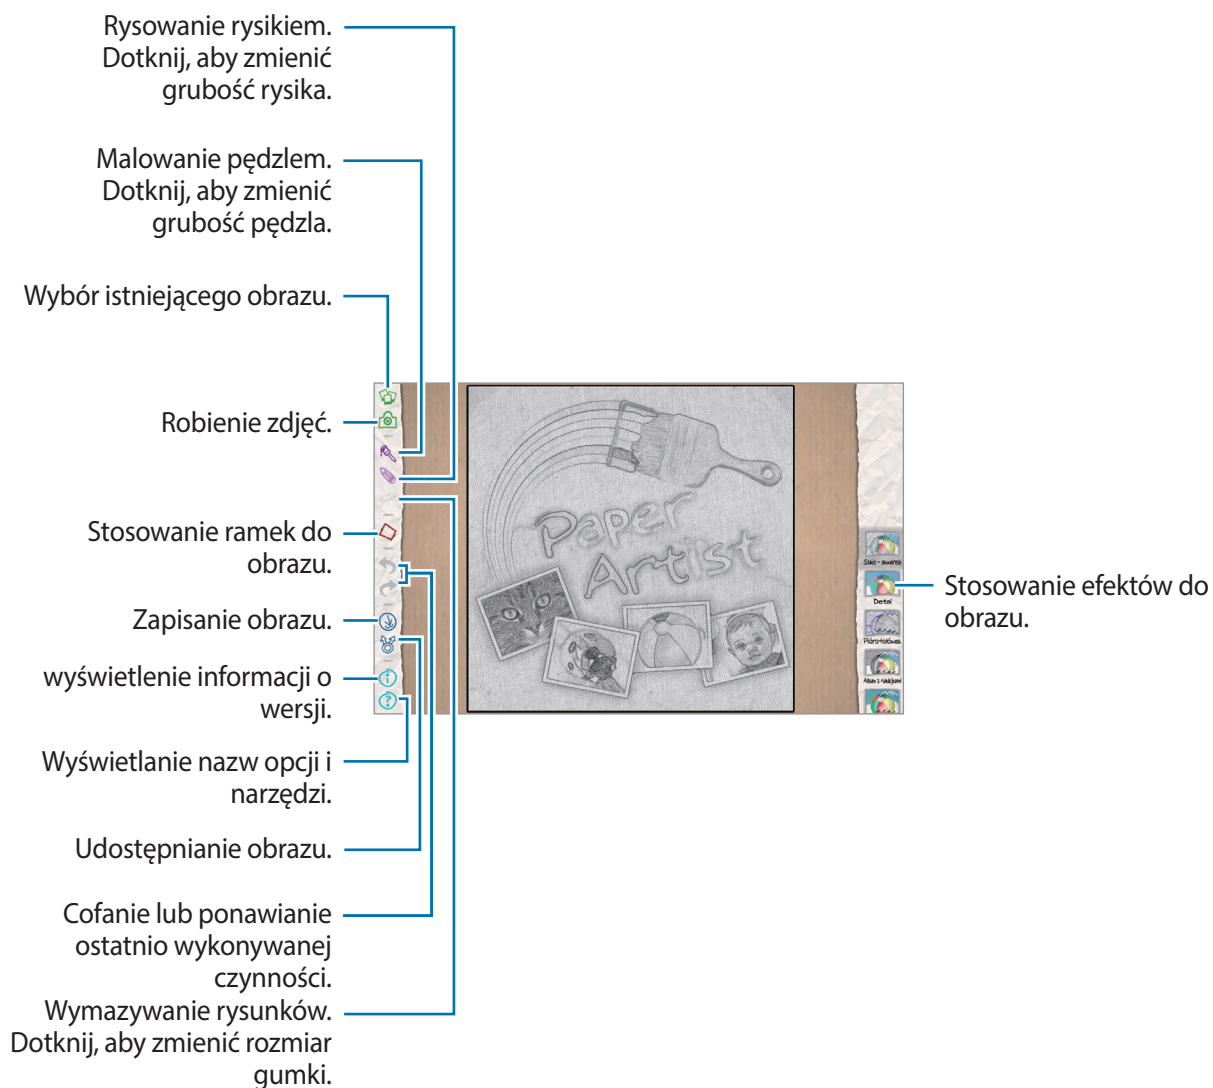 Rysowanie rysikiem.
Dotknij, aby zmienić
grubość rysika.
Malowanie pędzlem.
Dotknij, aby zmienić
grubość pędzla.
Wybór istniejącego obrazu.
Robienie zdjęć.
Stosowanie ramek do
obrazu.
Zapisanie obrazu.
wyświetlenie informacji o
wersji.
Wyświetlanie nazw opcji i
narzędzi.
Udostępnianie obrazu.
Cofanie lub ponawianie
ostatnio wykonywanej
czynności.
Wymazywanie rysunków.
Dotknij, aby zmienić rozmiar
gumki.
Paper
Artist
Detal
Stosowanie efektów do
obrazu.